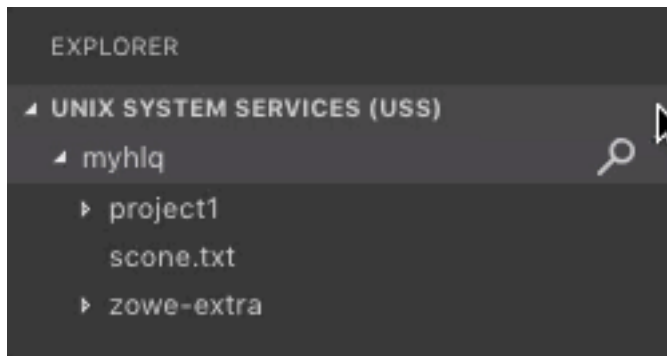 EXPLORER
UNIX SYSTEM SERVICES (USS)
myhlq
project1
scone.txt
zowe-extra